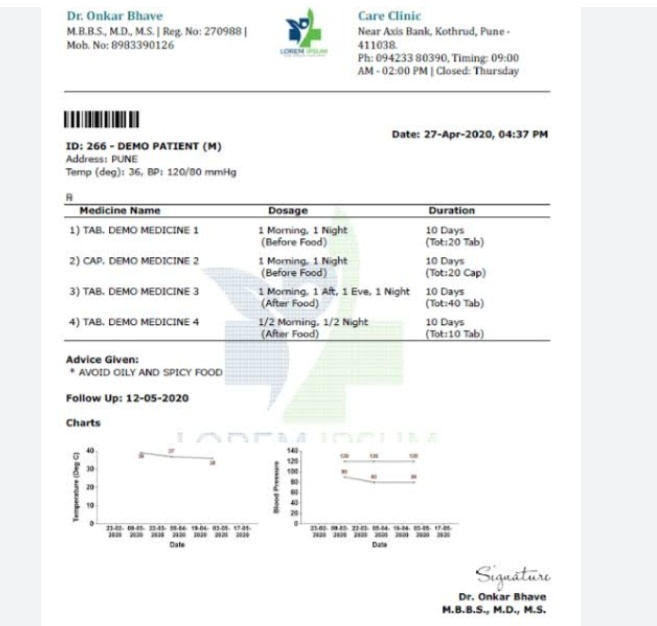 Dr. Onkar Bhave
M.B.B.S., M.D., M.S. | Reg. No: 270988 |
Mob. No: 8983390126
LOREM IPSUM
Care Clinic
Near Axis Bank, Kothrud, Pune -
411038.
Ph: 094233 80390, Timing: 09:00
AM - 02:00 PM | Closed: Thursday
Date: 27-Apr-2020, 04:37 PM
ID: 266 - DEMO PATIENT (M)
Address: PUNE
Temp (deg): 36, BP: 120/80 mmHg
℞
Medicine Name Dosage Duration
1) TAB. DEMO MEDICINE 1 1 Morning, 1 Night 10 Days
(Before Food) (Tot:20 Tab)
2) CAP. DEMO MEDICINE 2 1 Morning, 1 Night 10 Days
(Before Food) (Tot:20 Cap)
3) TAB. DEMO MEDICINE 3 1 Morning, 1 Aft, 1 Eve, 1 Night 10 Days
(After Food) (Tot:40 Tab)
4) TAB. DEMO MEDICINE 4 1/2 Morning, 1/2 Night 10 Days
(After Food) (Tot:10 Tab)
Advice Given:
* AVOID OILY AND SPICY FOOD
Follow Up: 12-05-2020
Charts
LOREM IPSUM
Temperature (Deg C)
40
30
20
10
0
37
36
23-02-2020 08-03-2020 22-03-2020 05-04-2020 19-04-2020 03-05-2020 17-05-2020
Date
Blood Pressure
140
120
100
80
60
40
20
0
120 120 120
90 80 80
23-02-2020 08-03-2020 22-03-2020 05-04-2020 19-04-2020 03-05-2020 17-05-2020
Date
Signature
Dr. Onkar Bhave
M.B.B.S., M.D., M.S.